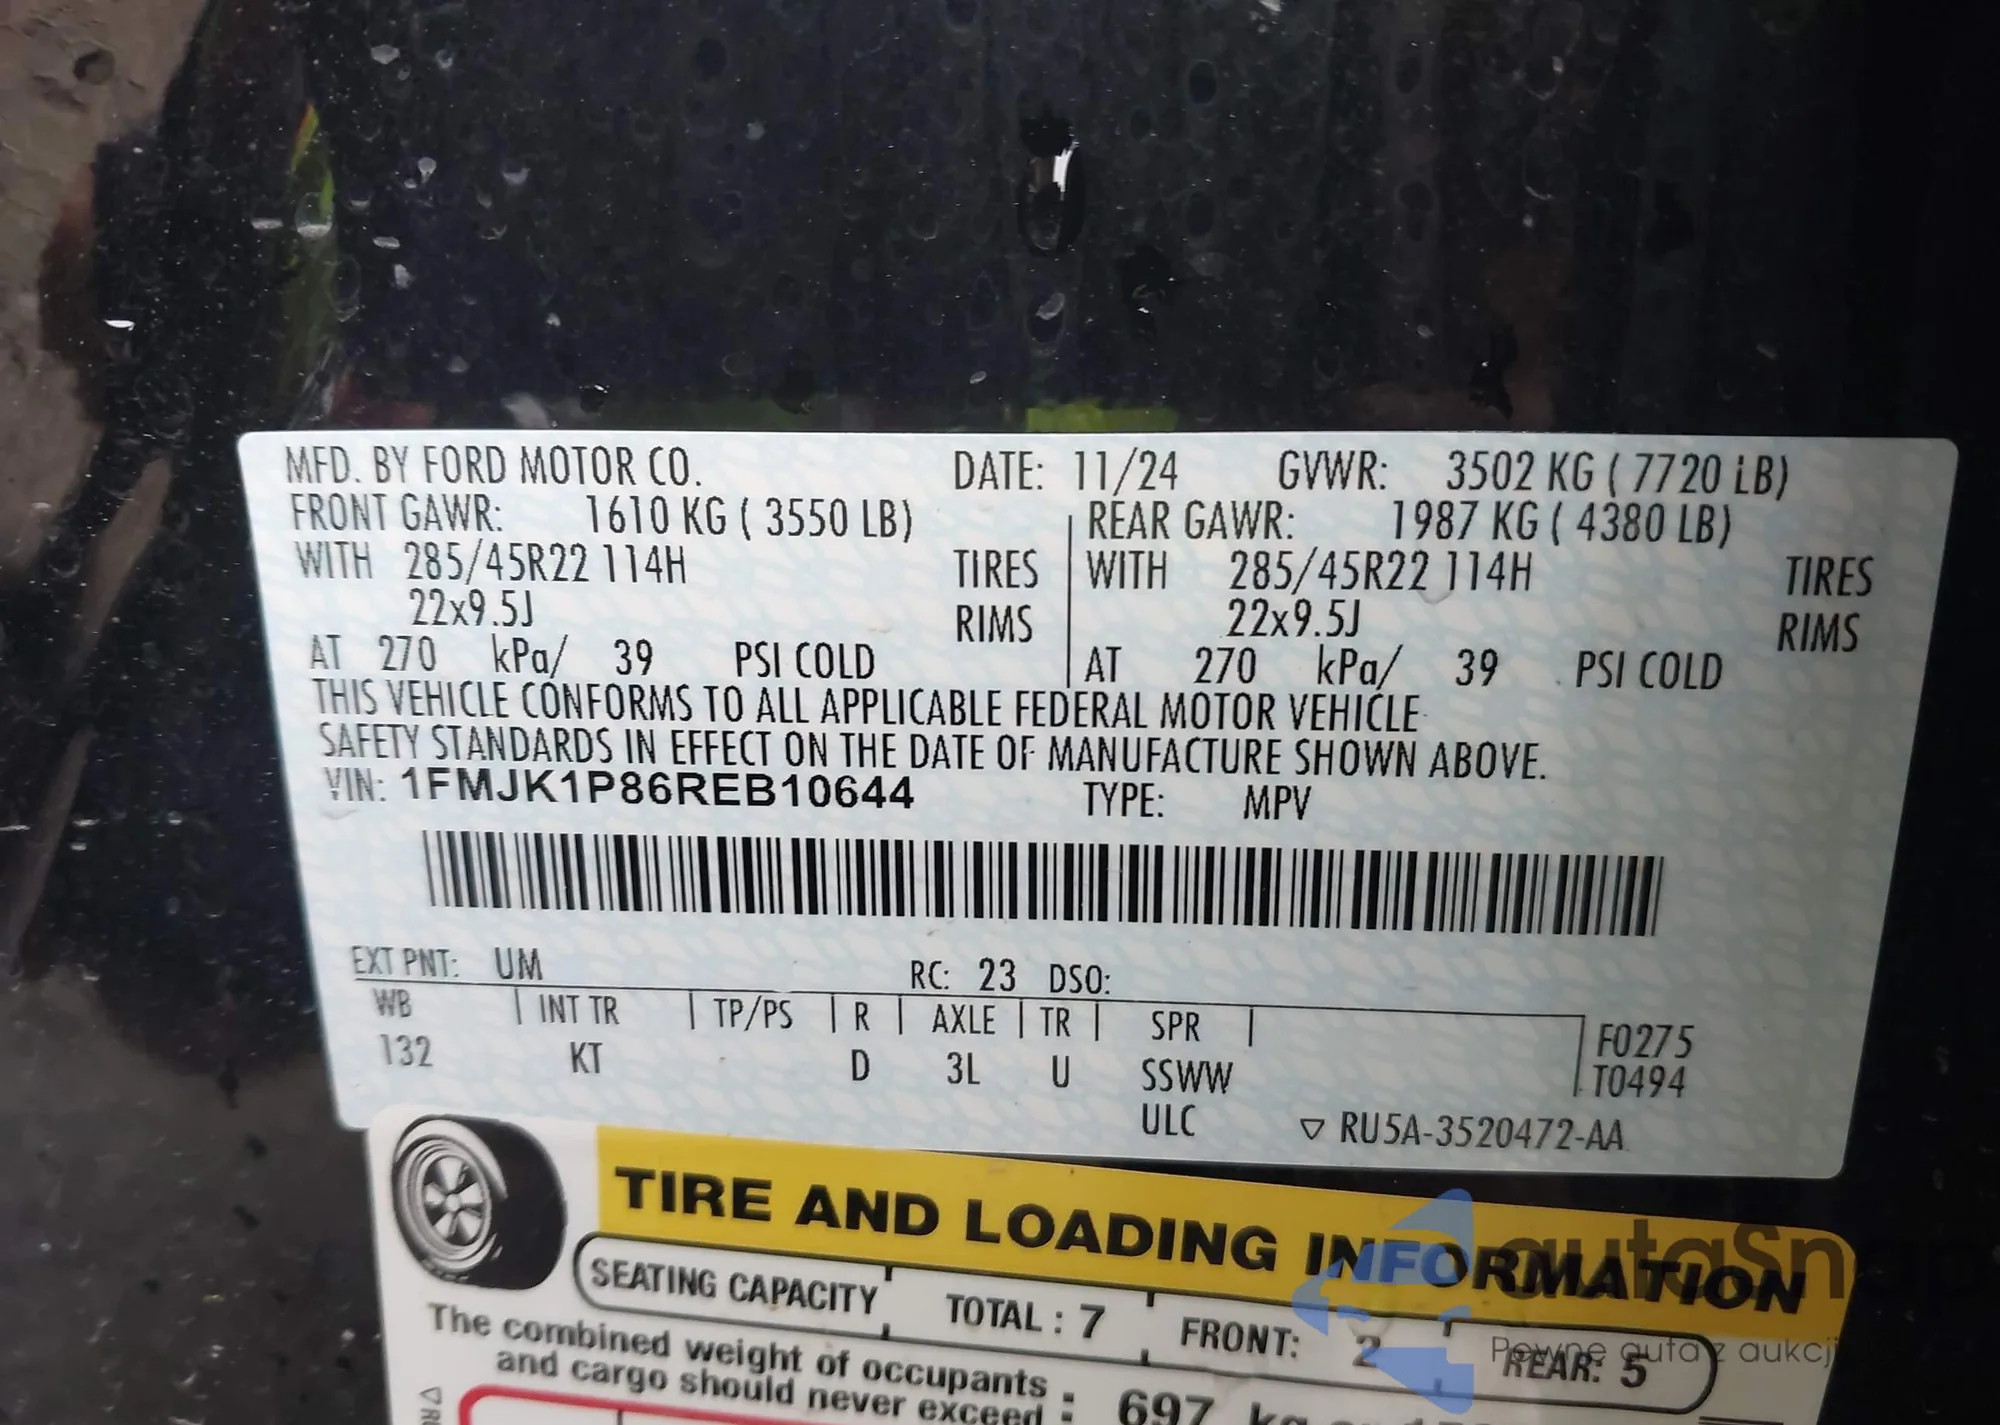 MFD. BY FORD MOTOR CO. DATE: 11/24 GVWR: 3502 KG ( 7720 LB)
FRONT GAWR: 1610 KG ( 3550 LB) REAR GAWR: 1987 KG ( 4380 LB)
WITH 285/45R22 114H TIRES WITH 285/45R22 114H TIRES
22x9.5J RIMS 22x9.5J RIMS
AT 270 kPa/ 39 PSI COLD AT 270 kPa/ 39 PSI COLD
THIS VEHICLE CONFORMS TO ALL APPLICABLE FEDERAL MOTOR VEHICLE
SAFETY STANDARDS IN EFFECT ON THE DATE OF MANUFACTURE SHOWN ABOVE.
VIN: 1FMJK1P86REB10644 TYPE: MPV
EXT PNT: UM RC: 23 DSO:
WB INT TR TP/PS R AXLE TR SPR F0275
132 KT D 3L U SSWW T0494
ULC ▽ RU5A-3520472-AA
TIRE AND LOADING INFORMATION
SEATING CAPACITY TOTAL : 7 FRONT: 2 REAR: 5
The combined weight of occupants
and cargo should never exceed : 697 kg or
autaSnap
Pewne auta z aukcji